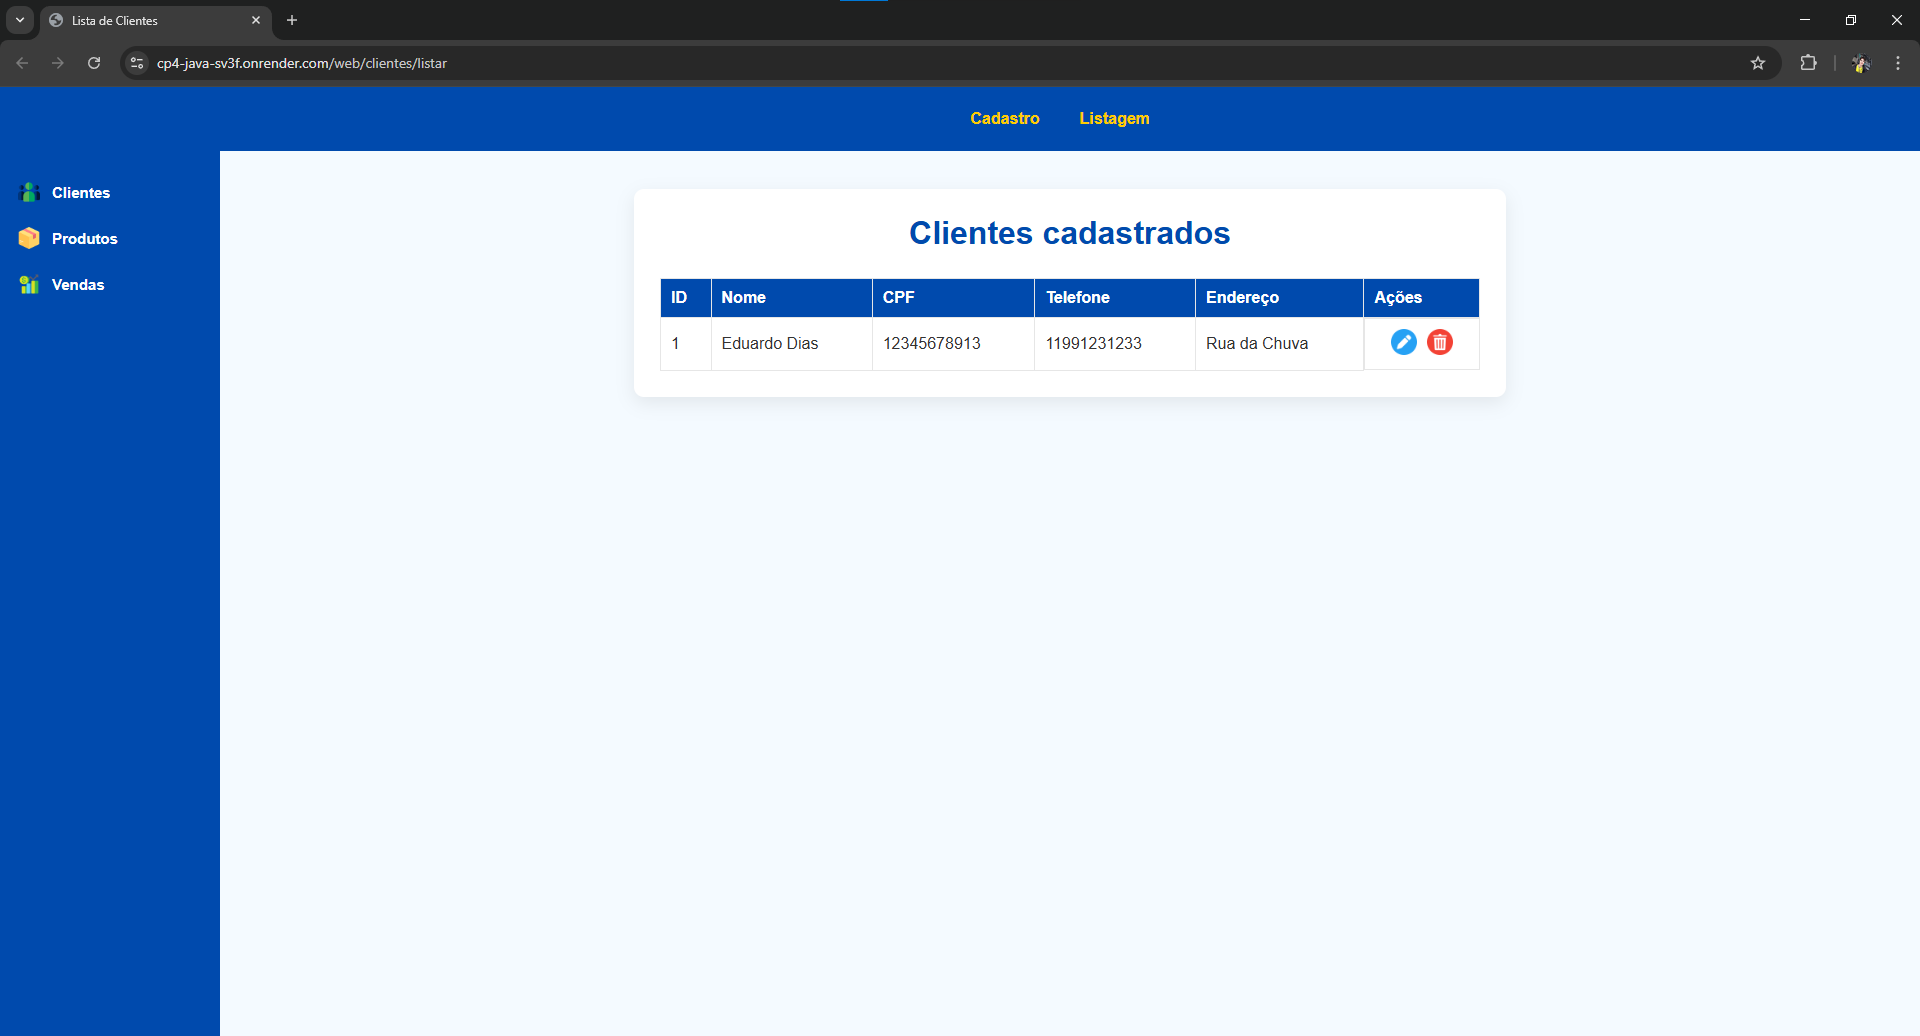 Lista de Clientes
cp4-java-sv3f.onrender.com/web/clientes/listar
Cadastro Listagem
Clientes
Produtos
Vendas
Clientes cadastrados
ID Nome CPF Telefone Endereço Ações
1 Eduardo Dias 12345678913 11991231233 Rua da Chuva